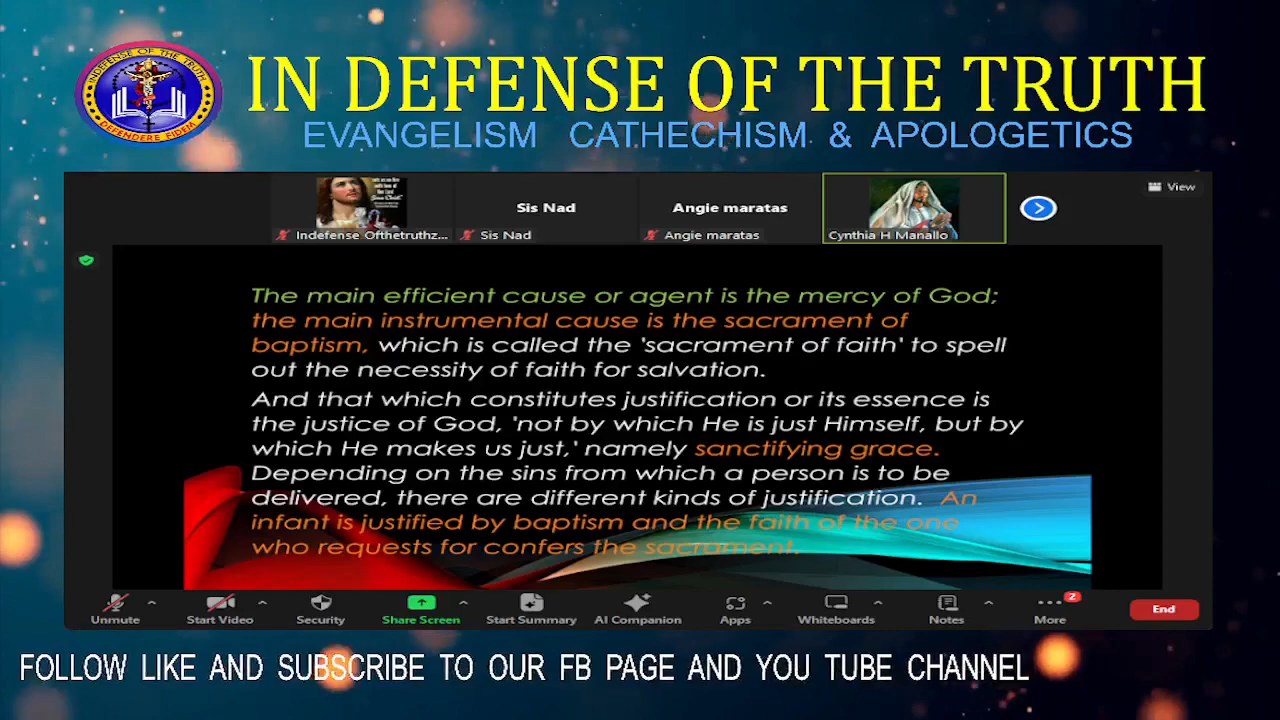 INDEFENSE OF THE TRUTH
DEFENDERE FIDEM
IN DEFENSE OF THE TRUTH
EVANGELISM CATHECHISM & APOLOGETICS
View
Sis Nad
Angie maratas
Indefense Ofthetruthz...
Sis Nad
Angie maratas
Cynthia H Manallo
The main efficient cause or agent is the mercy of God;
the main instrumental cause is the sacrament of
baptism, which is called the 'sacrament of faith' to spell
out the necessity of faith for salvation.
And that which constitutes justification or its essence is
the justice of God, 'not by which He is just Himself, but by
which He makes us just,' namely sanctifying grace.
Depending on the sins from which a person is to be
delivered, there are different kinds of justification. An
infant is justified by baptism and the faith of the one
who requests for confers the sacrament.
Unmute
Start Video
Security
Share Screen
Start Summary
AI Companion
Apps
Whiteboards
Notes
2
More
End
FOLLOW LIKE AND SUBSCRIBE TO OUR FB PAGE AND YOU TUBE CHANNEL